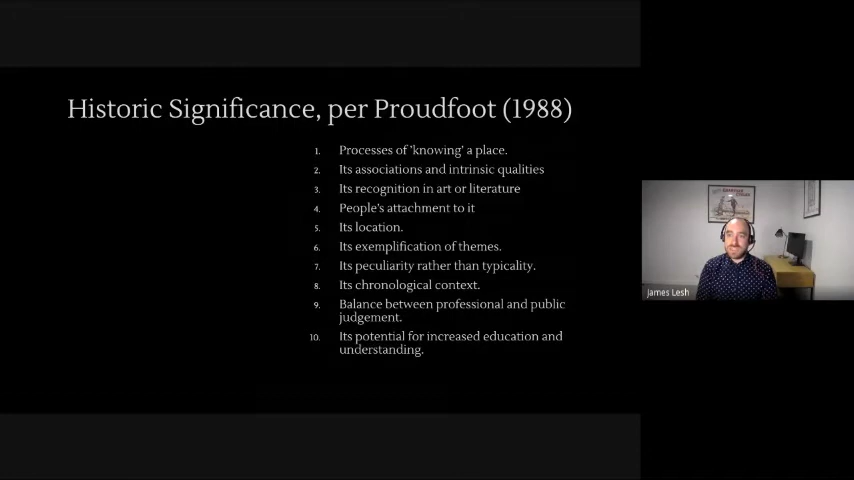 Historic Significance, per Proudfoot (1988)
1. Processes of 'knowing' a place.
2. Its associations and intrinsic qualities
3. Its recognition in art or literature
4. People's attachment to it
5. Its location.
6. Its exemplification of themes.
7. Its peculiarity rather than typicality.
8. Its chronological context.
9. Balance between professional and public
judgement.
10. Its potential for increased education and
understanding.
James Lesh